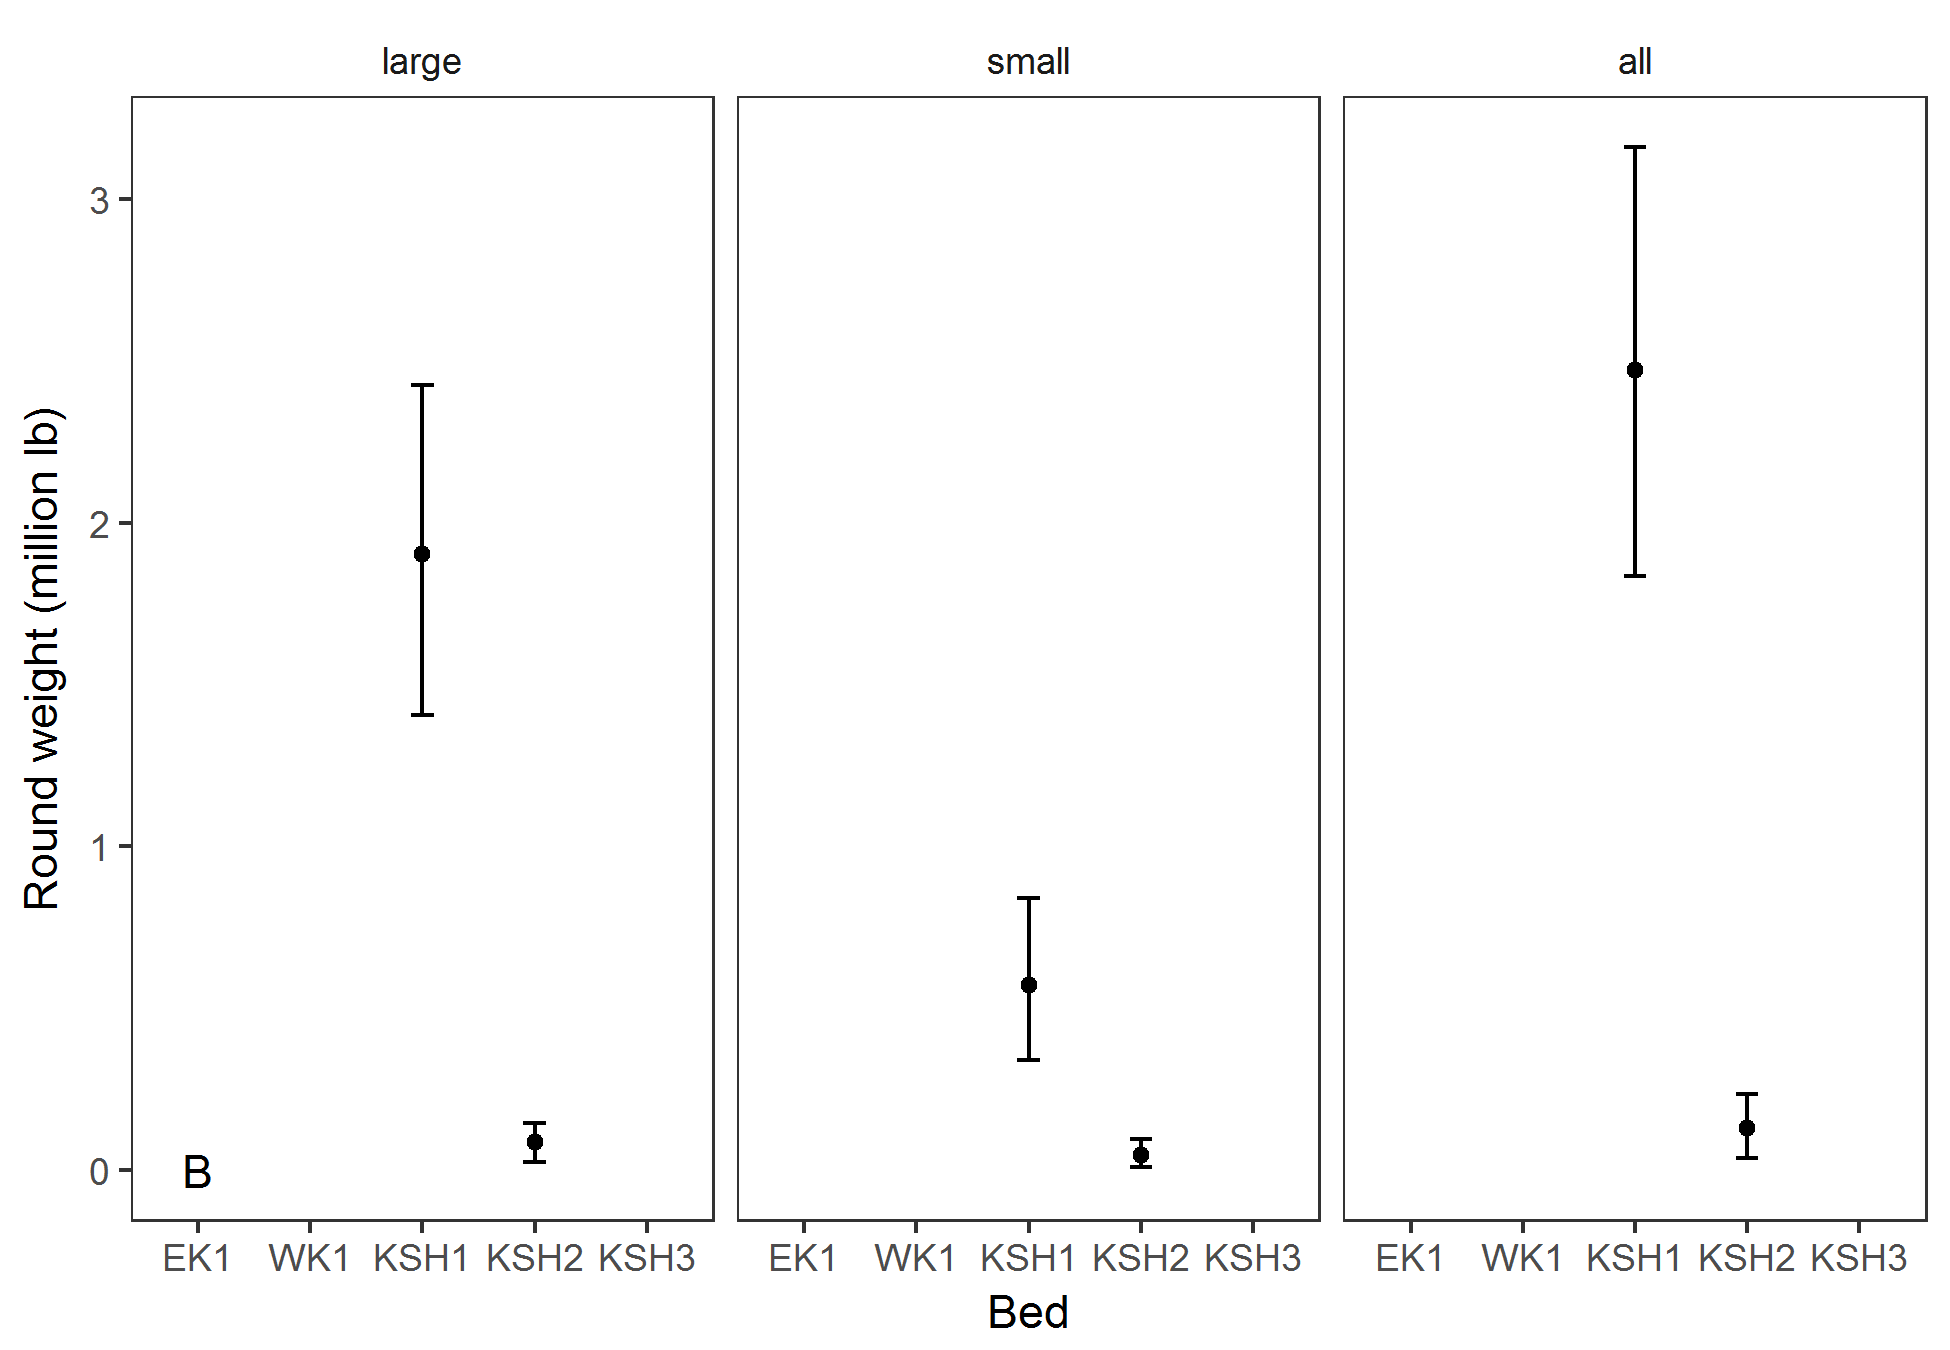 large small all
Round weight (million lb)
3
2
1
0
B
EK1 WK1 KSH1 KSH2 KSH3 EK1 WK1 KSH1 KSH2 KSH3 EK1 WK1 KSH1 KSH2 KSH3
Bed